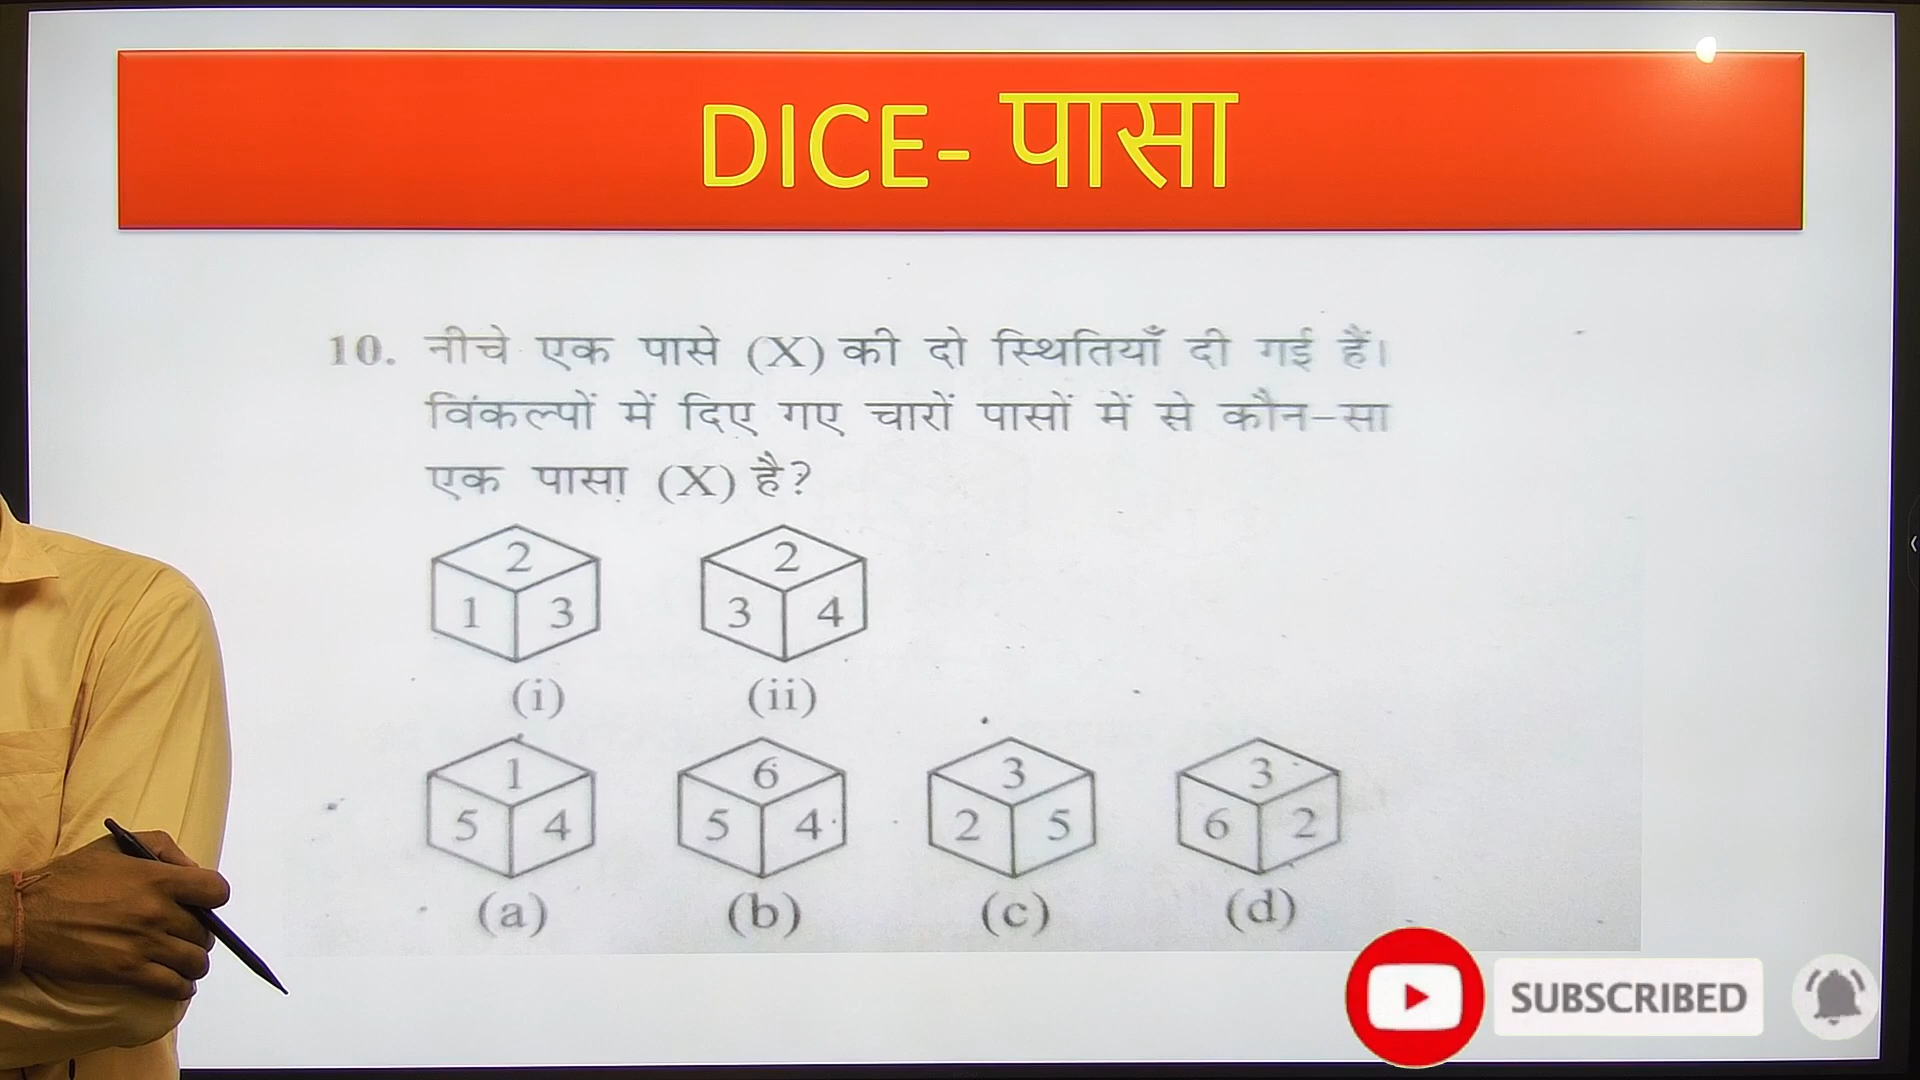 DICE- पासा
10. नीचे एक पासे (X) की दो स्थितियाँ दी गई हैं।
विकल्पों में दिए गए चारों पासों में से कौन-सा
एक पासा (X) है?
2 2
1 3 3 4
(i) (ii)
1 6 3 3
5 4 5 4 2 5 6 2
(a) (b) (c) (d)
SUBSCRIBED